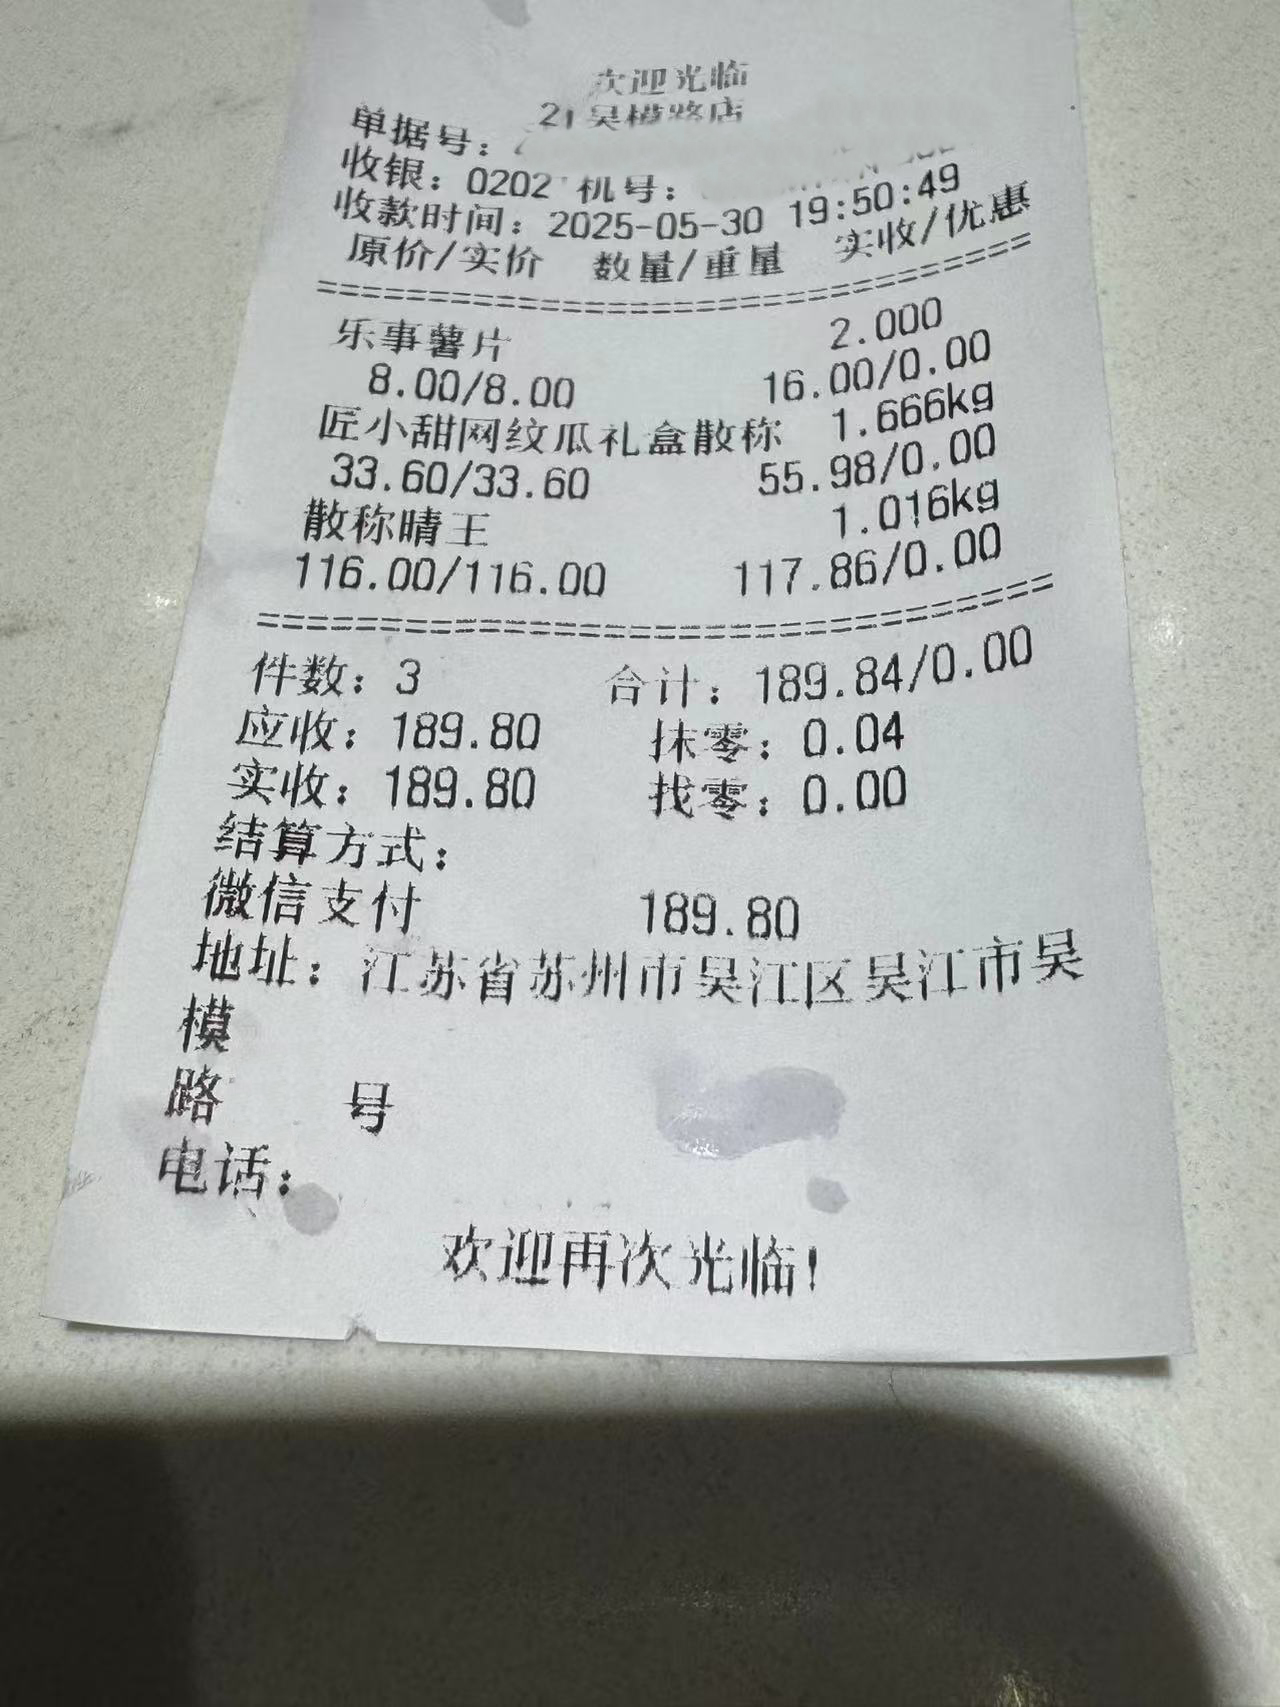 欢迎光临
21吴模路店
单据号：
收银：0202 机号：
收款时间：2025-05-30 19:50:49
原价/实价 数量/重量 实收/优惠
乐事薯片 2.000
8.00/8.00 16.00/0.00
匠小甜网纹瓜礼盒散称 1.666kg
33.60/33.60 55.98/0.00
散称晴王 1.016kg
116.00/116.00 117.86/0.00
件数：3 合计：189.84/0.00
应收：189.80 抹零：0.04
实收：189.80 找零：0.00
结算方式：
微信支付 189.80
地址：江苏省苏州市吴江区吴江市吴
模
路 号
电话：
欢迎再次光临！